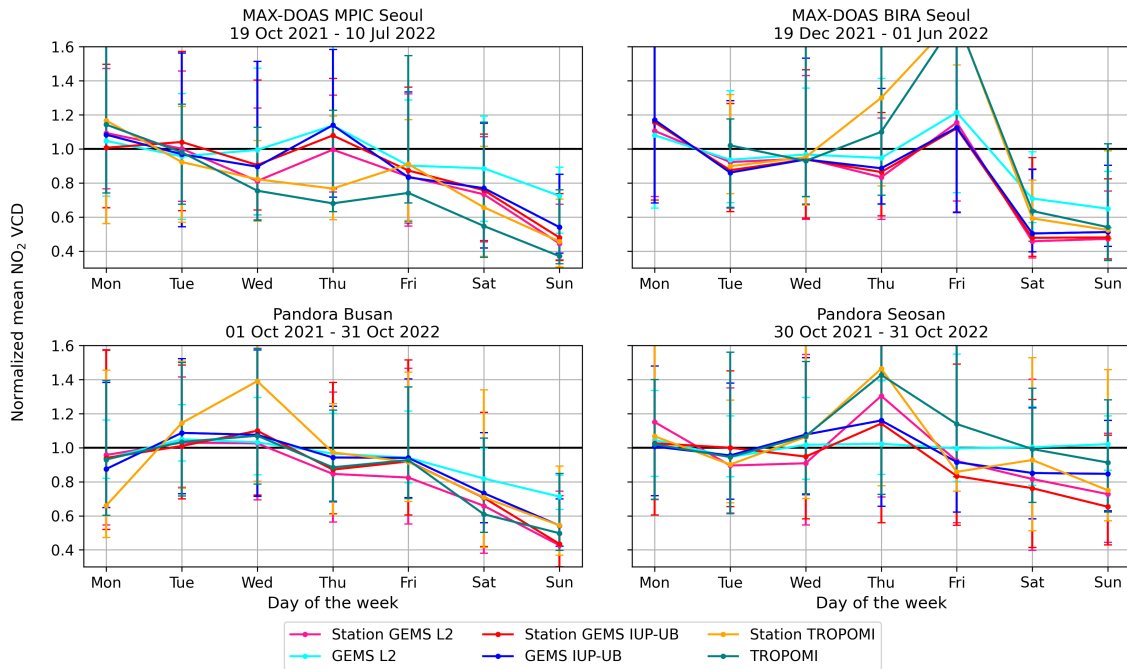 MAX-DOAS MPIC Seoul
19 Oct 2021 - 10 Jul 2022
MAX-DOAS BIRA Seoul
19 Dec 2021 - 01 Jun 2022
1.6
1.4
1.2
1.0
0.8
0.6
0.4
Mon Tue Wed Thu Fri Sat Sun
Mon Tue Wed Thu Fri Sat Sun
Normalized mean NO₂ VCD
Pandora Busan
01 Oct 2021 - 31 Oct 2022
Pandora Seosan
30 Oct 2021 - 31 Oct 2022
1.6
1.4
1.2
1.0
0.8
0.6
0.4
Mon Tue Wed Thu Fri Sat Sun
Mon Tue Wed Thu Fri Sat Sun
Day of the week
Day of the week
Station GEMS L2
Station GEMS IUP-UB
Station TROPOMI
GEMS L2
GEMS IUP-UB
TROPOMI